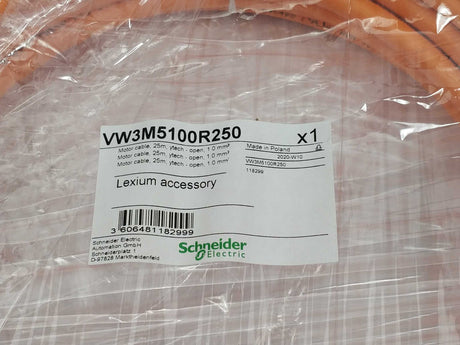 VW3M5100R250
x1
Motor cable, 25m, ytech - open, 1.0 mm²
Motor cable, 25m, ytech - open, 1.0 mm²
Motor cable, 25m, ytech - open, 1.0 mm²
Made in Poland
2020-W10
VW3M5100R250
118299
Lexium accessory
3 606481 182999
Schneider Electric
Automation GmbH
Schneiderplatz 1
D-97828 Marktheidenfeld
Schneider
Electric